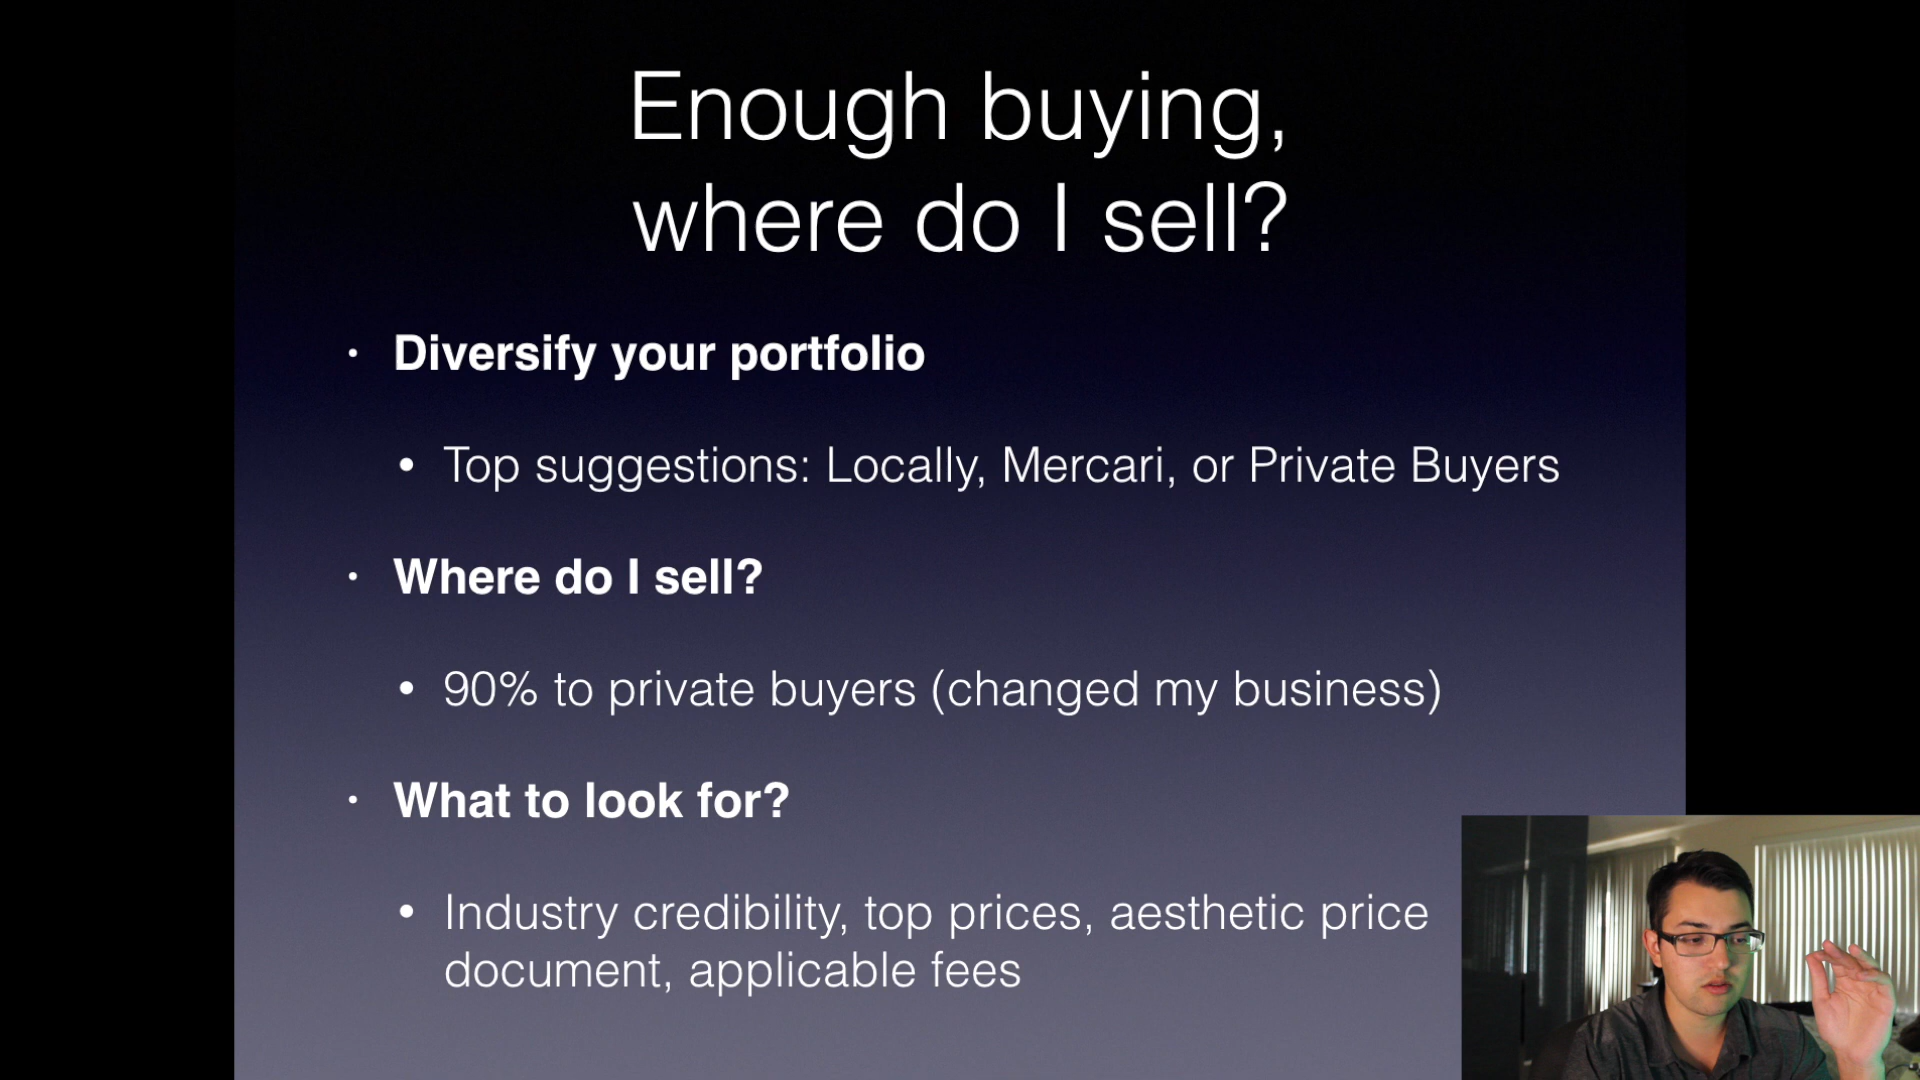 Enough buying,
where do I sell?
• Diversify your portfolio
• Top suggestions: Locally, Mercari, or Private Buyers
• Where do I sell?
• 90% to private buyers (changed my business)
• What to look for?
• Industry credibility, top prices, aesthetic price
document, applicable fees